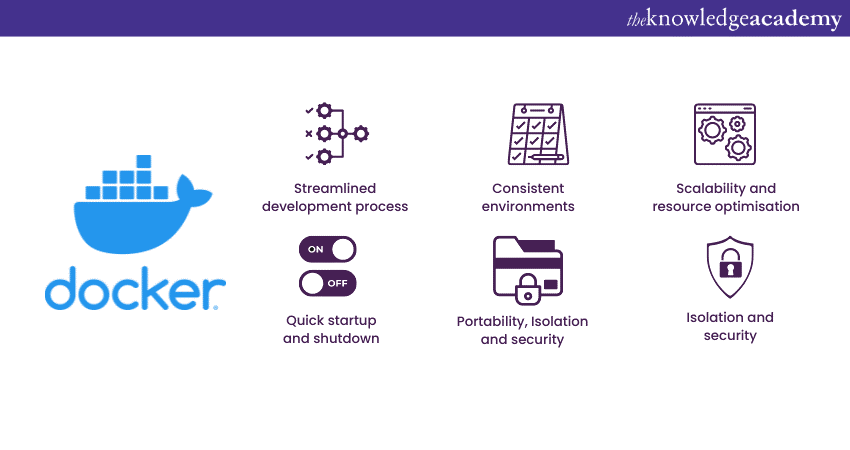 theknowledgeacademy
Streamlined
development process
Consistent
environments
Scalability and
resource optimisation
docker
ON
OFF
Quick startup
and shutdown
Portability, Isolation
and security
Isolation and
security